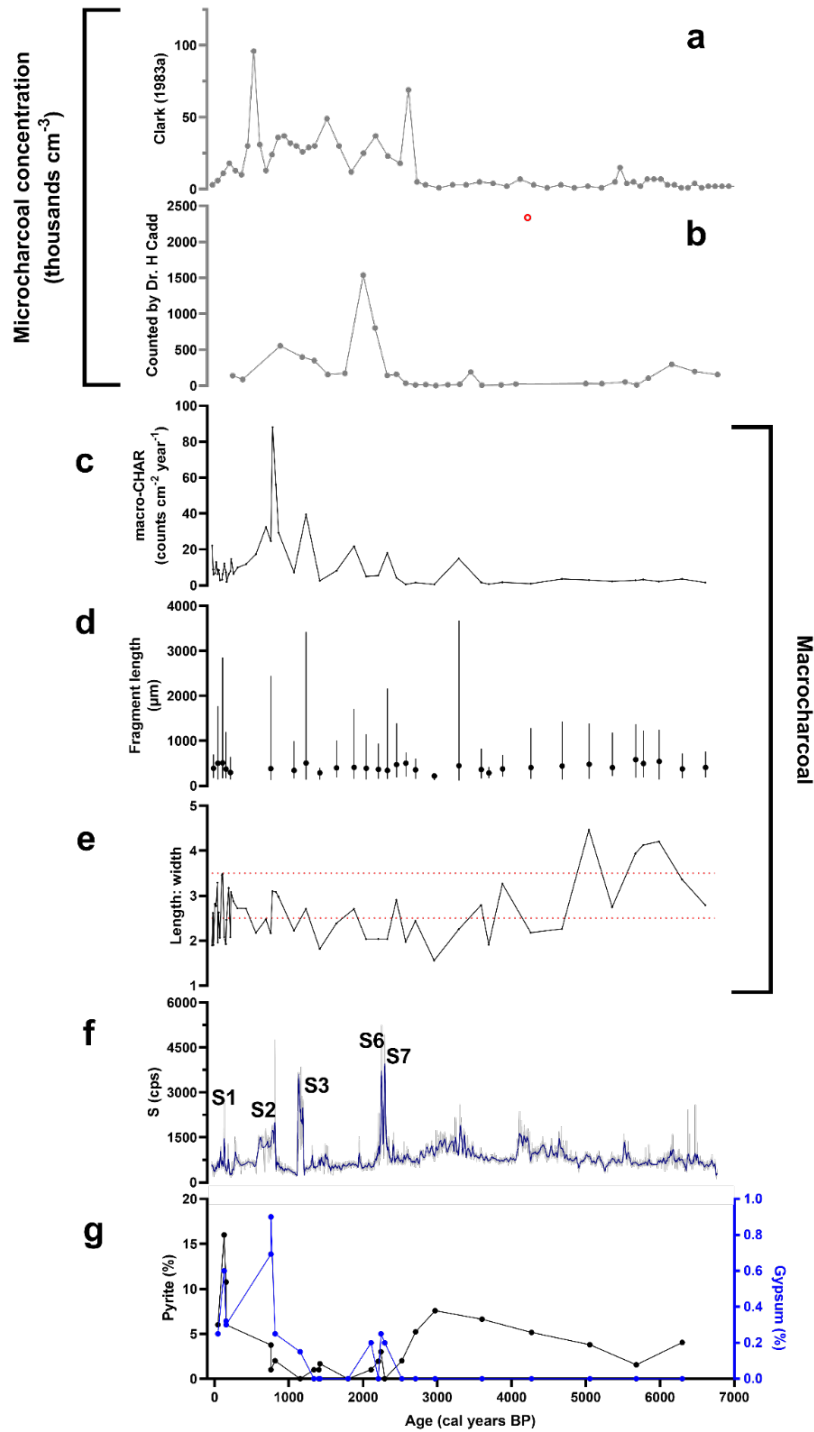 a
Microcharcoal concentration
(thousands cm-3)
Clark (1983a)
100
50
0
b
Counted by Dr. H Cadd
2500
2000
1500
1000
500
0
c
macro-CHAR
(counts cm-2 year-1)
100
80
60
40
20
0
d
Fragment length
(µm)
4000
3000
2000
1000
0
Macrocharcoal
e
Length: width
5
4
3
2
1
f
S (cps)
6000
4500
3000
1500
0
S1
S2
S3
S6
S7
g
Pyrite (%)
20
15
10
5
0
1.0
0.8
0.6
0.4
0.2
0.0
Gypsum (%)
0 1000 2000 3000 4000 5000 6000 7000
Age (cal years BP)